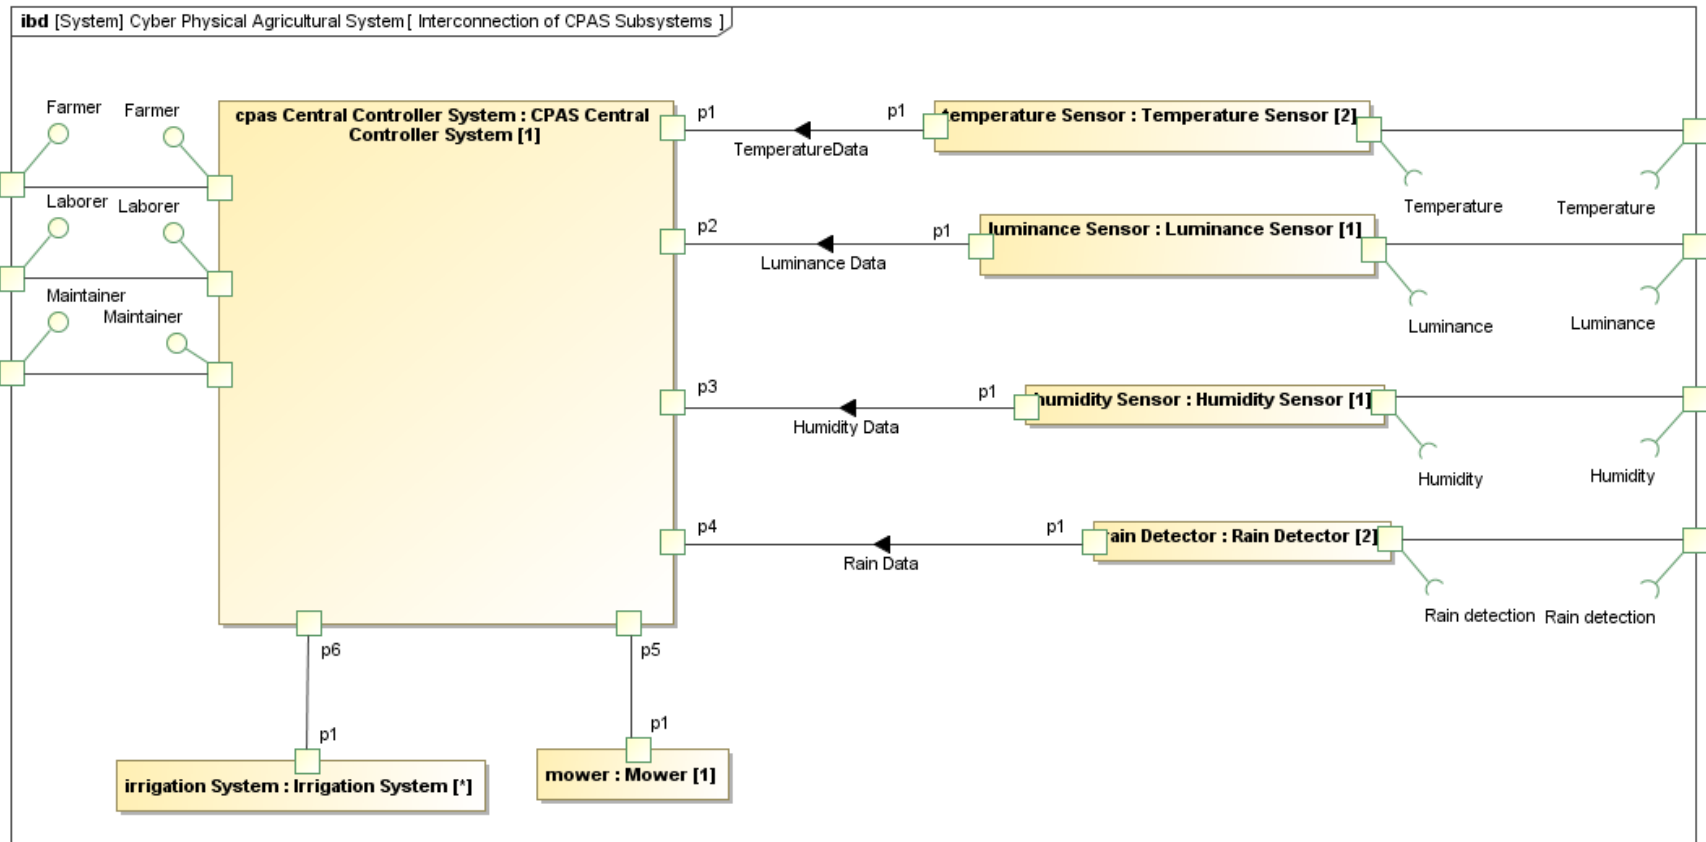 ibd [System] Cyber Physical Agricultural System[ Interconnection of CPAS Subsystems ]
Farmer
Farmer
Laborer
Laborer
Maintainer
Maintainer
cpas Central Controller System : CPAS Central
Controller System [1]
p1
TemperatureData
p1
temperature Sensor : Temperature Sensor [2]
Temperature
Temperature
p2
Luminance Data
p1
luminance Sensor : Luminance Sensor [1]
Luminance
Luminance
p3
Humidity Data
p1
humidity Sensor : Humidity Sensor [1]
Humidity
Humidity
p4
Rain Data
p1
rain Detector : Rain Detector [2]
Rain detection
Rain detection
p6
p5
p1
p1
irrigation System : Irrigation System [*]
mower : Mower [1]